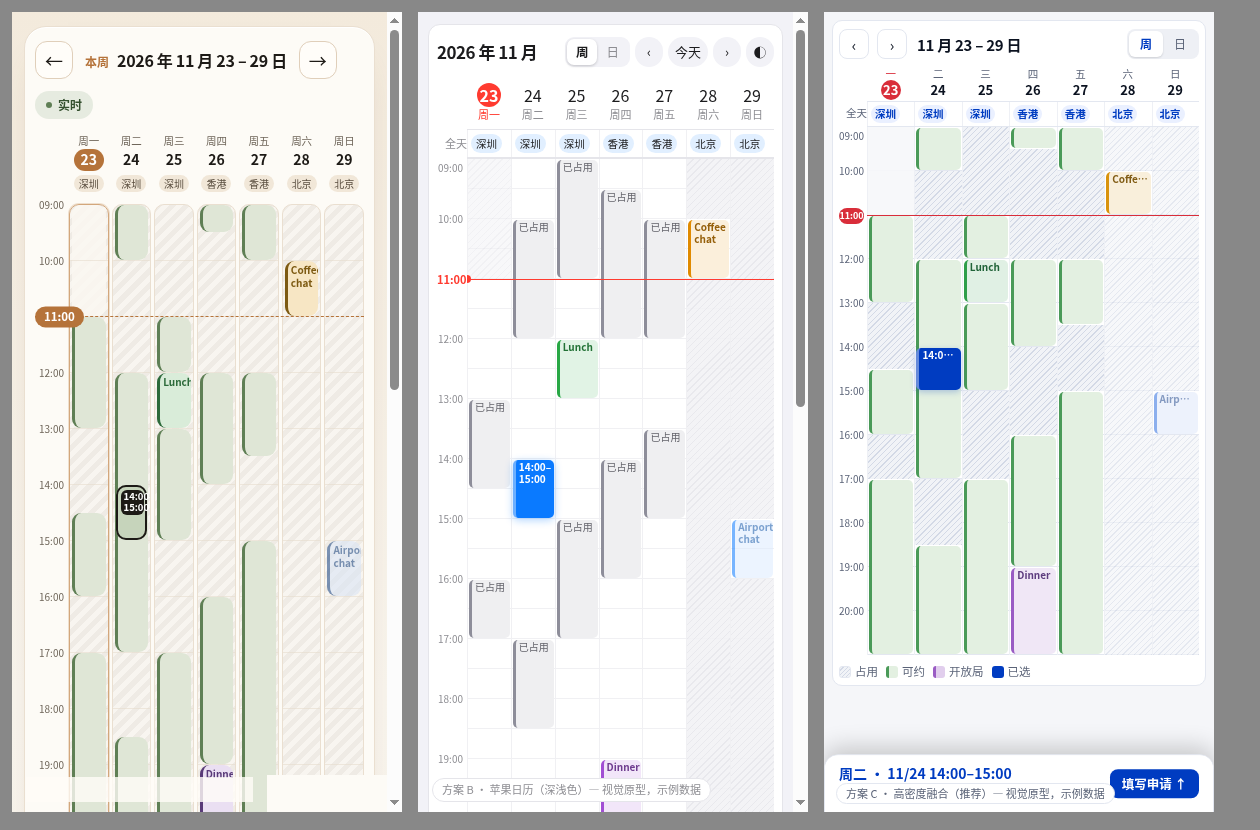 ← 本周 2026 年 11 月 23 – 29 日 →
实时
周一 周二 周三 周四 周五 周六 周日
23 24 25 26 27 28 29
深圳 深圳 深圳 香港 香港 北京 北京
09:00
10:00
Coffe
chat
11:00
12:00
Lunch
13:00
14:00
14:00
15:00
15:00
Airpo
chat
16:00
17:00
18:00
19:00
Dinne
2026 年 11 月 周 日 ‹ 今天 ›
23 24 25 26 27 28 29
周一 周二 周三 周四 周五 周六 周日
全天 深圳 深圳 深圳 香港 香港 北京 北京
09:00 已占用
已占用
10:00 已占用 已占用 Coffee
chat
11:00
12:00 Lunch
13:00 已占用
已占用
14:00 14:00– 已占用
15:00
15:00 已占用 Airport
chat
16:00 已占用
17:00 已占用
18:00
19:00 Dinner
方案 B · 苹果日历（深浅色）— 视觉原型，示例数据
‹ › 11 月 23 – 29 日 周 日
一 二 三 四 五 六 日
23 24 25 26 27 28 29
全天 深圳 深圳 深圳 香港 香港 北京 北京
09:00
10:00 Coffe…
11:00
12:00 Lunch
13:00
14:00 14:0…
15:00 Airp…
16:00
17:00
18:00
19:00 Dinner
20:00
占用 可约 开放局 已选
周二 · 11/24 14:00–15:00
方案 C · 高密度融合（推荐）— 视觉原型，示例数据
填写申请 ↑